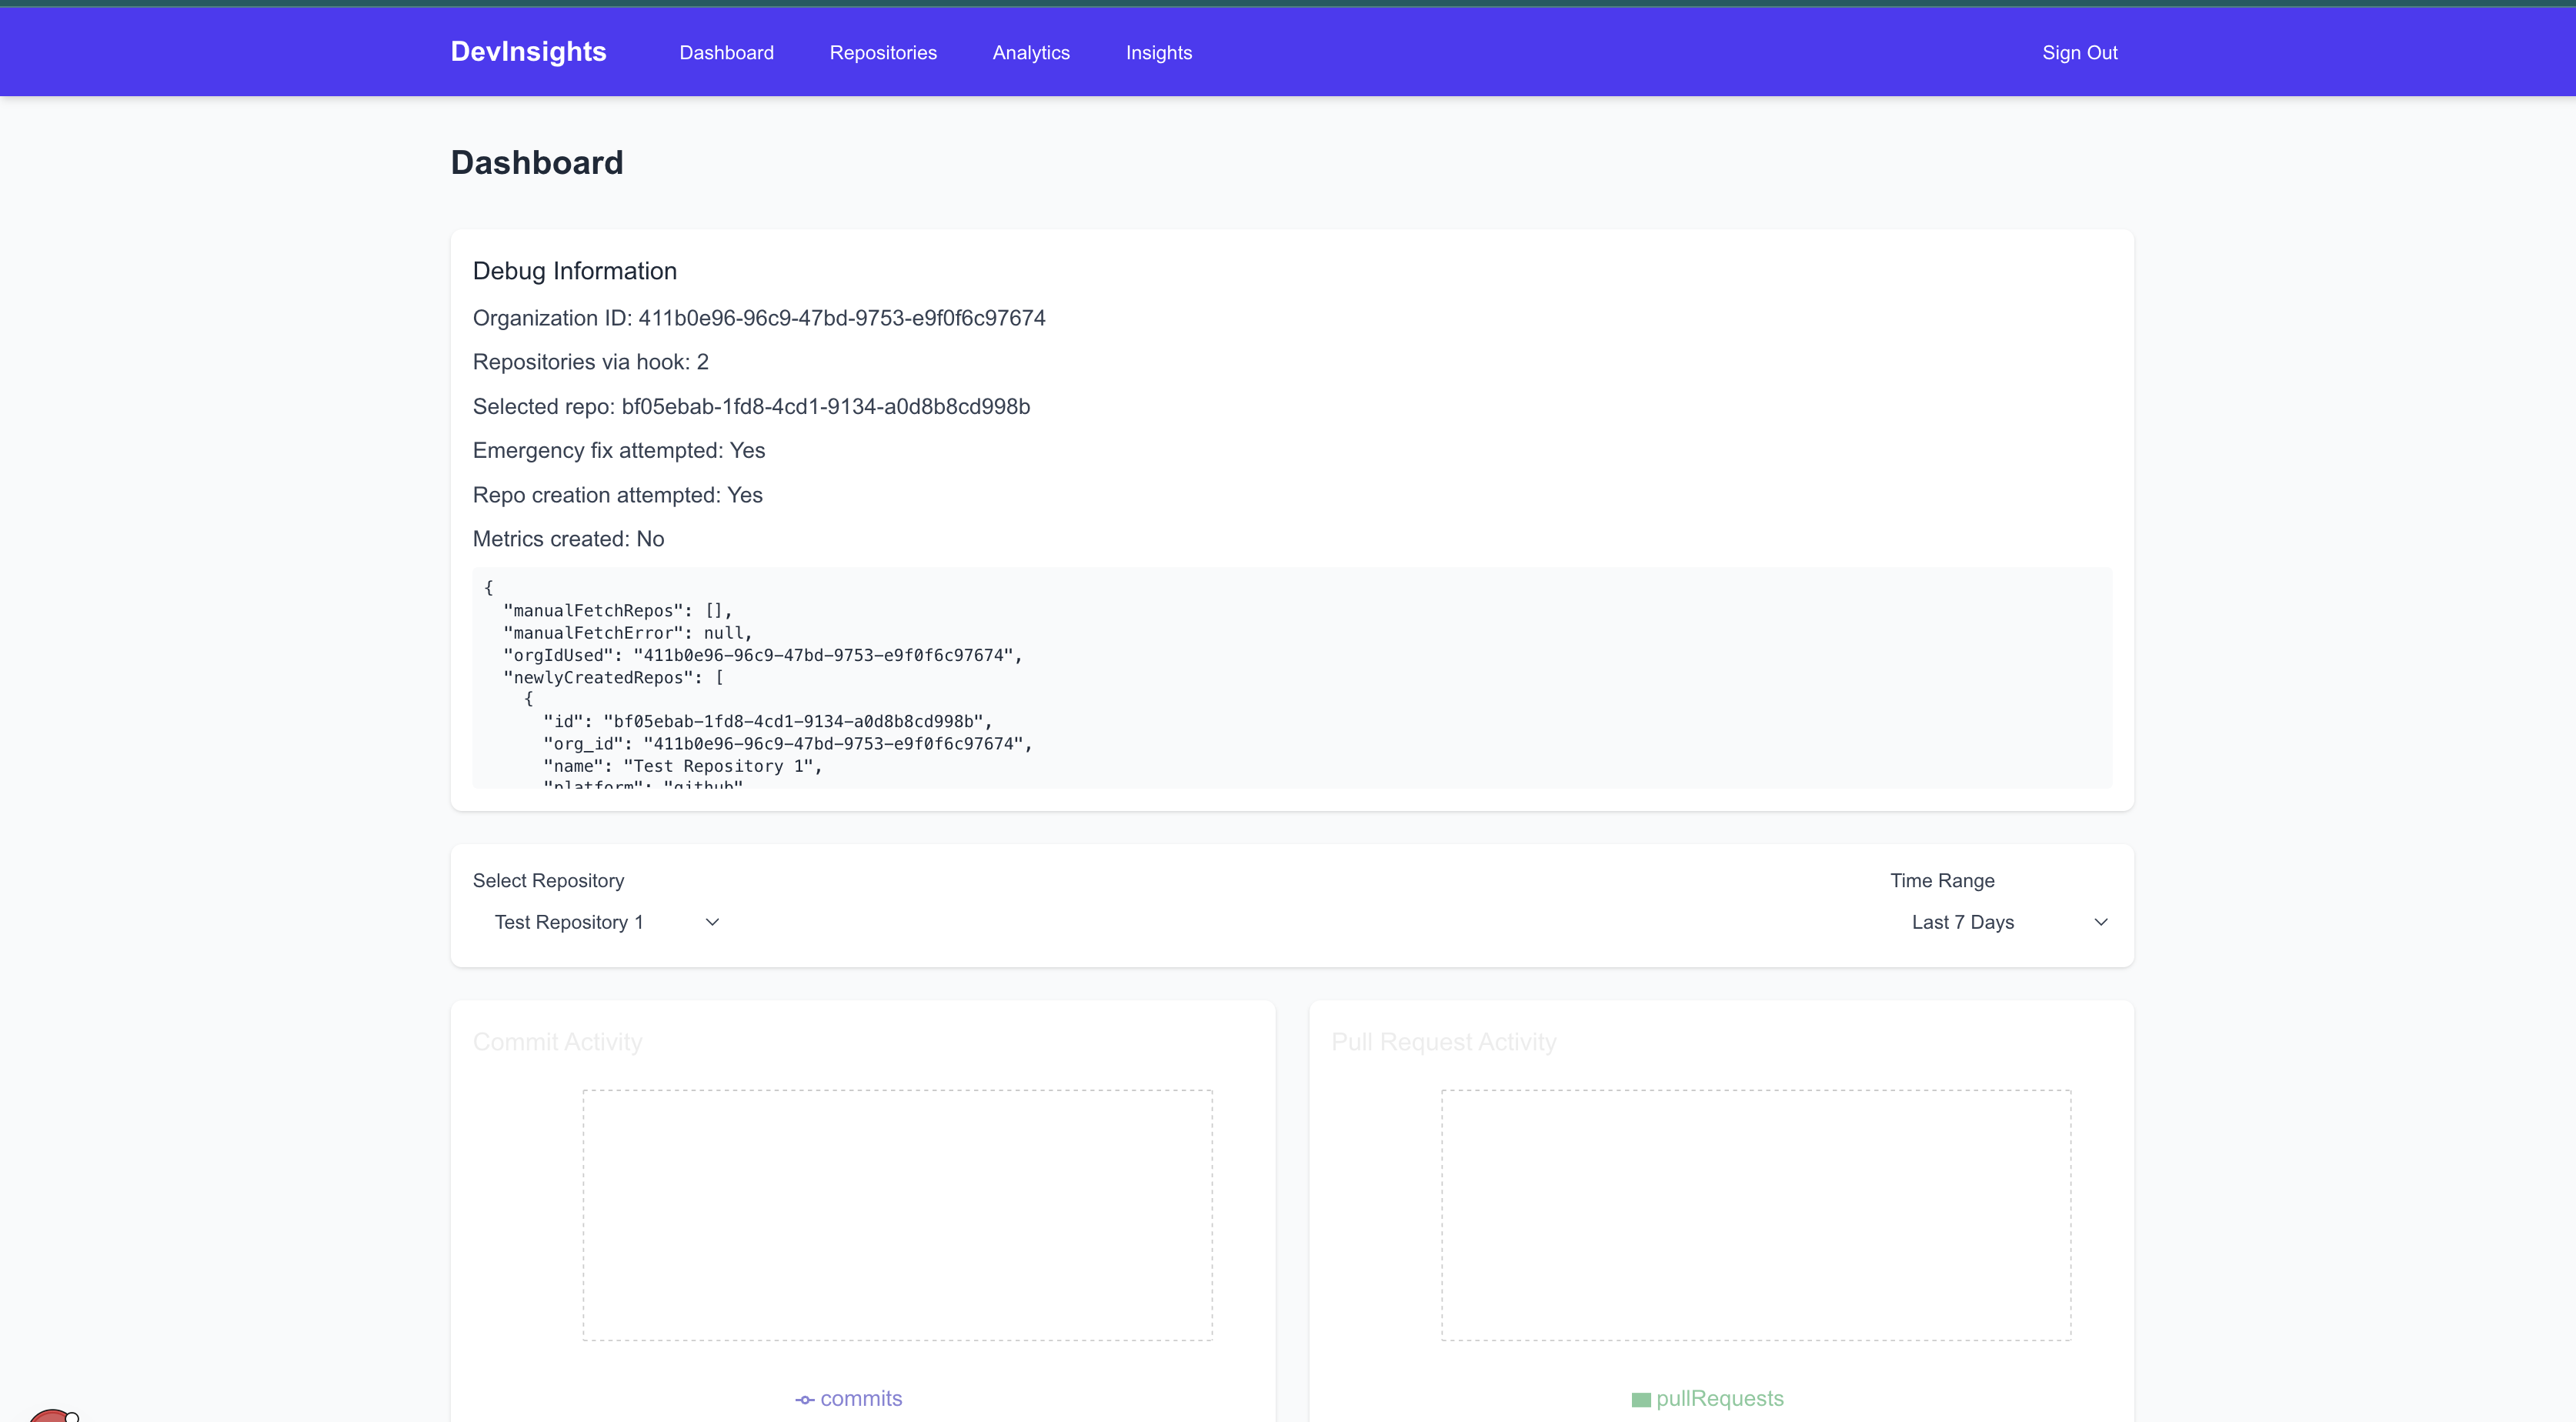 DevInsights
Dashboard
Repositories
Analytics
Insights
Sign Out
Dashboard
Debug Information
Organization ID: 411b0e96-96c9-47bd-9753-e9f0f6c97674
Repositories via hook: 2
Selected repo: bf05ebab-1fd8-4cd1-9134-a0d8b8cd998b
Emergency fix attempted: Yes
Repo creation attempted: Yes
Metrics created: No
{
  "manualFetchRepos": [],
  "manualFetchError": null,
  "orgIdUsed": "411b0e96-96c9-47bd-9753-e9f0f6c97674",
  "newlyCreatedRepos": [
    {
      "id": "bf05ebab-1fd8-4cd1-9134-a0d8b8cd998b",
      "org_id": "411b0e96-96c9-47bd-9753-e9f0f6c97674",
      "name": "Test Repository 1",
      "platform": "github"
Select Repository
Test Repository 1
Time Range
Last 7 Days
Commit Activity
commits
Pull Request Activity
pullRequests